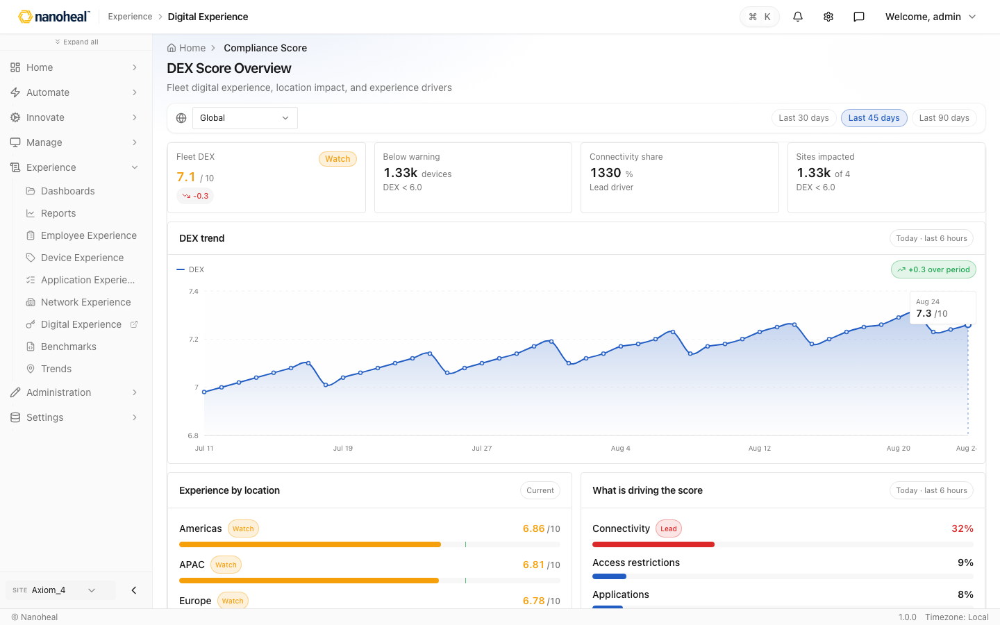 nanoheal™
Experience > Digital Experience
⌘ K
Welcome, admin
Expand all
Home
Automate
Innovate
Manage
Experience
Dashboards
Reports
Employee Experience
Device Experience
Application Experie...
Network Experience
Digital Experience
Benchmarks
Trends
Administration
Settings
SITE Axiom_4
Home > Compliance Score
DEX Score Overview
Fleet digital experience, location impact, and experience drivers
Global
Last 30 days
Last 45 days
Last 90 days
Fleet DEX
Watch
7.1 / 10
-0.3
Below warning
1.33k devices
DEX < 6.0
Connectivity share
1330 %
Lead driver
Sites impacted
1.33k of 4
DEX < 6.0
DEX trend
Today · last 6 hours
DEX
+0.3 over period
7.4
7.2
7
6.8
Aug 24
7.3 /10
Jul 11
Jul 19
Jul 27
Aug 4
Aug 12
Aug 20
Aug 2
Experience by location
Current
Americas Watch 6.86 /10
APAC Watch 6.81 /10
Europe Watch 6.78 /10
What is driving the score
Today · last 6 hours
Connectivity Lead 32%
Access restrictions 9%
Applications 8%
© Nanoheal
1.0.0 Timezone: Local